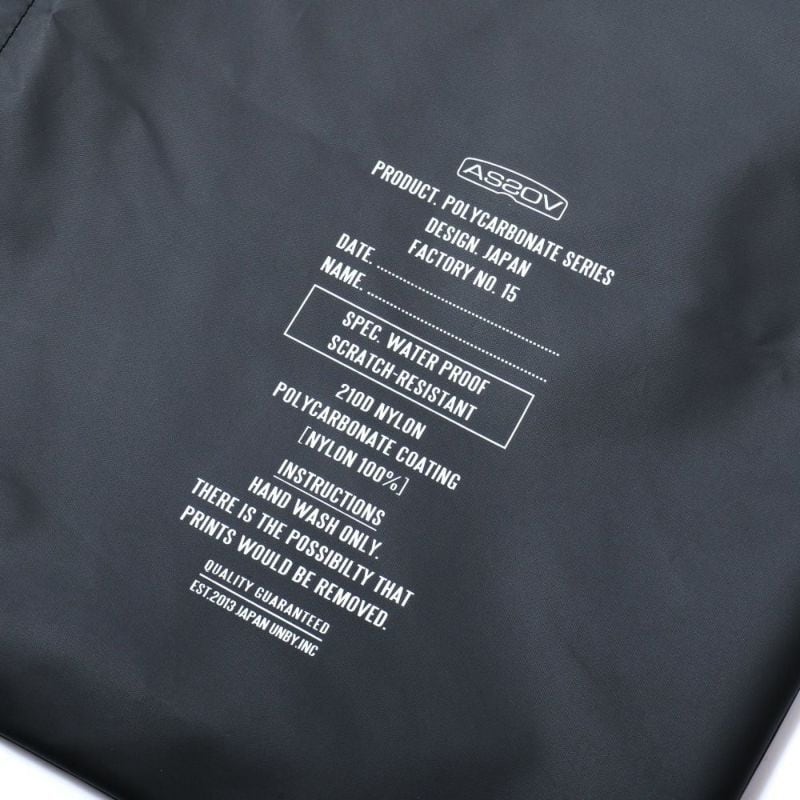 ASSOV
PRODUCT. POLYCARBONATE SERIES
DESIGN. JAPAN
FACTORY NO. 15
DATE.
NAME.
SPEC. WATER PROOF
SCRATCH-RESISTANT
210D NYLON
POLYCARBONATE COATING
[NYLON 100%]
INSTRUCTIONS
HAND WASH ONLY.
THERE IS THE POSSIBILTY THAT
PRINTS WOULD BE REMOVED.
QUALITY GUARANTEED
EST.2013 JAPAN UNBY.INC